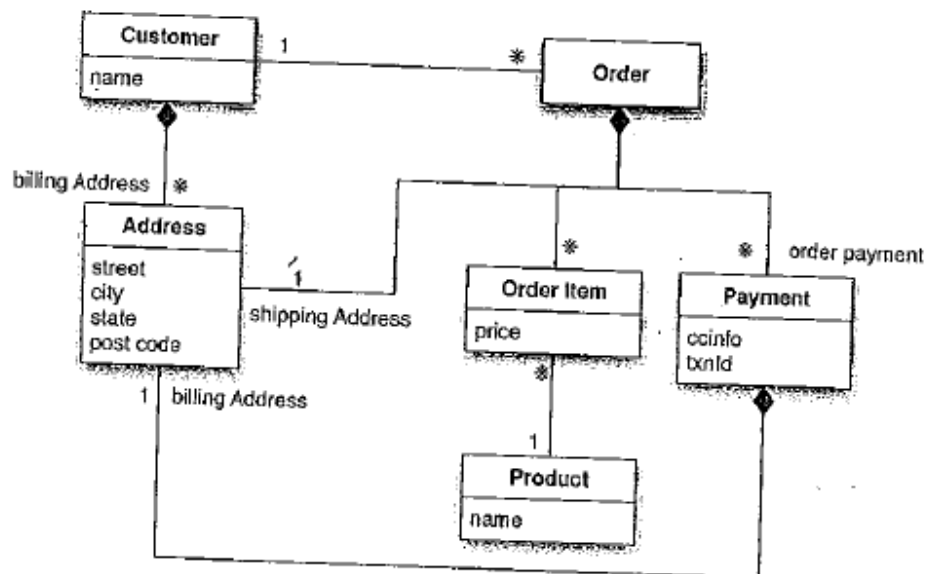 Customer
name
1
*
Order
billing Address
*
Address
street
city
state
post code
1
shipping Address
*
Order Item
price
*
order payment
Payment
ccinfo
txnId
1
billing Address
*
1
Product
name